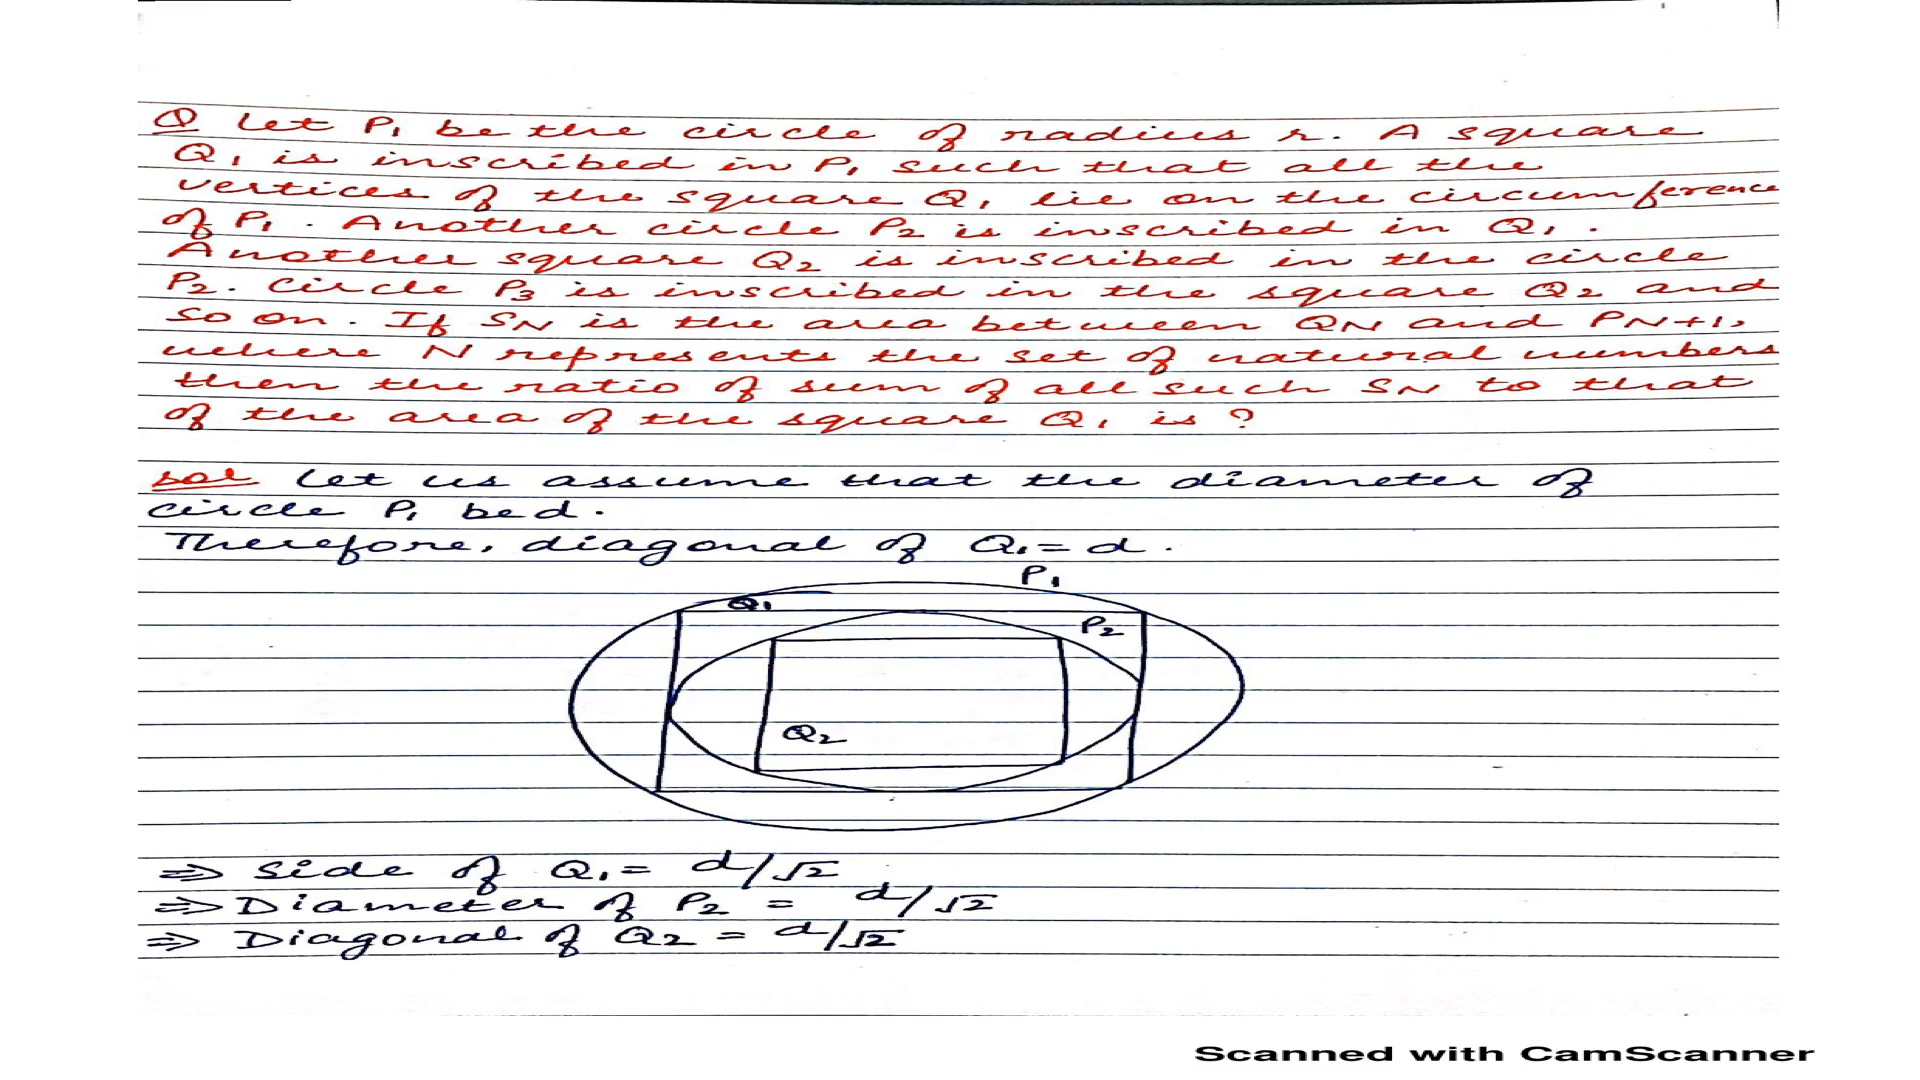 Q Let P1 be the circle of radius r. A square
Q1 is inscribed in P1 such that all the
vertices of the square Q1 lie on the circumference
of P1. Another circle P2 is inscribed in Q1.
Another square Q2 is inscribed in the circle
P2. Circle P3 is inscribed in the square Q2 and
so on. If SN is the area between QN and PN+1,
where N represents the set of natural numbers
then the ratio of sum of all such SN to that
of the area of the square Q1 is?
Sol Let us assume that the diameter of
circle P1 be d.
Therefore, diagonal of Q1 = d.
P1
Q1
P2
Q2
⇒ Side of Q1 = d/√2
⇒ Diameter of P2 = d/√2
⇒ Diagonal of Q2 = d/√2
Scanned with CamScanner